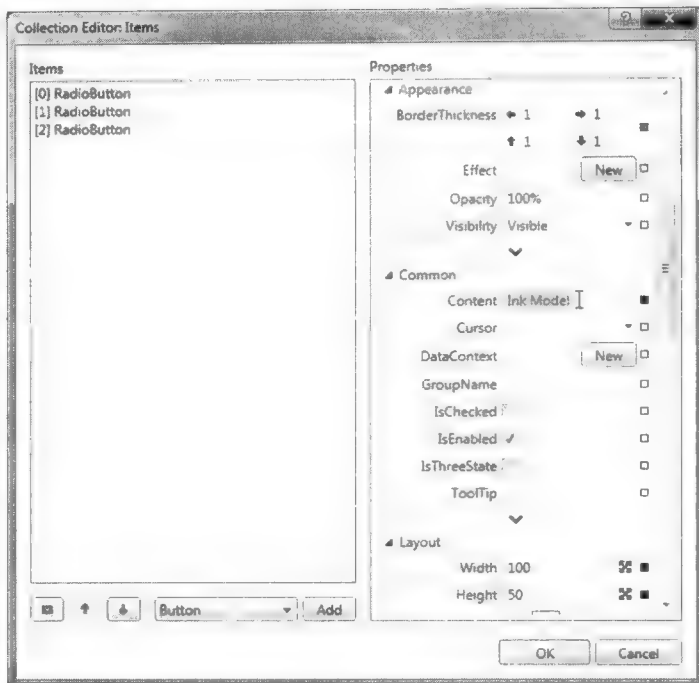 Collection Editor: Items
Items
[0] RadioButton
[1] RadioButton
[2] RadioButton
Button
Add
Properties
Appearance
BorderThickness 1 1
1 1
Effect New
Opacity 100%
Visibility Visible
Common
Content Ink Mode!
Cursor
DataContext New
GroupName
IsChecked
IsEnabled
IsThreeState
ToolTip
Layout
Width 100
Height 50
OK Cancel